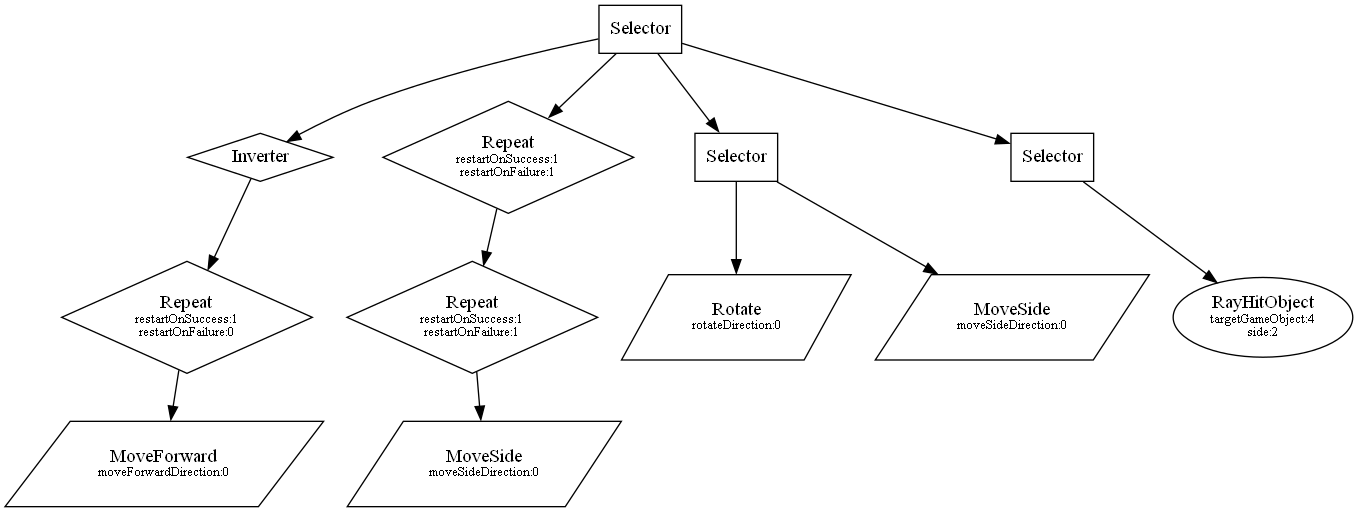 Selector
Inverter
Repeat
restartOnSuccess:1
restartOnFailure:1
Selector
Selector
Repeat
restartOnSuccess:1
restartOnFailure:0
Repeat
restartOnSuccess:1
restartOnFailure:1
Rotate
rotateDirection:0
MoveSide
moveSideDirection:0
RayHitObject
targetGameObject:4
side:2
MoveForward
moveForwardDirection:0
MoveSide
moveSideDirection:0